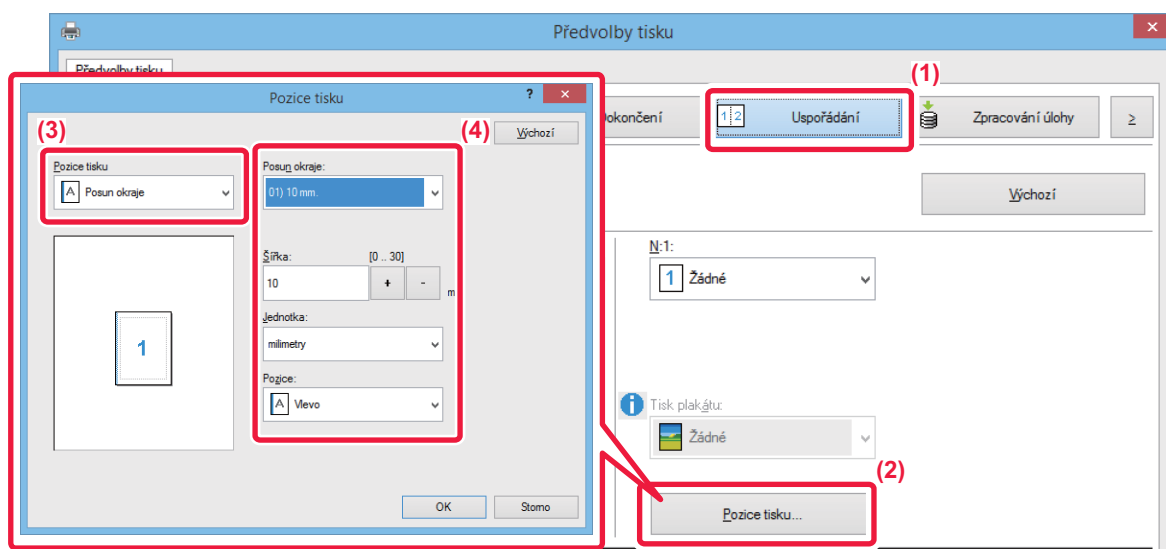 Předvolby tisku
Předvolby tisku
(1)
Dokončení
1 2 Uspořádání
Zpracování úlohy
≥
Výchozí
N:1:
1 Žádné
Tisk plakátu:
Žádné
(2)
Pozice tisku...
Pozice tisku
?
(3)
(4)
Výchozí
Pozice tisku
A Posun okraje
1
Posun okraje:
01) 10 mm.
Šířka: [0 .. 30]
10 + - m
Jednotka:
milimetry
Pozice:
A Vlevo
OK Storno